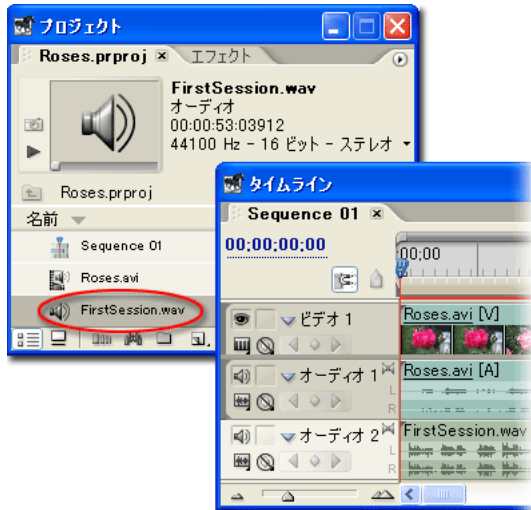 プロジェクト
Roses.prproj エフェクト
FirstSession.wav
オーディオ
00:00:53:03912
44100 Hz - 16 ビット - ステレオ
Roses.prproj
名前
Sequence 01
Roses.avi
FirstSession.wav
タイムライン
Sequence 01
00;00;00;00
00;00
ビデオ 1
Roses.avi [V]
オーディオ 1
Roses.avi [A]
L
R
オーディオ 2
FirstSession.wav
L
R